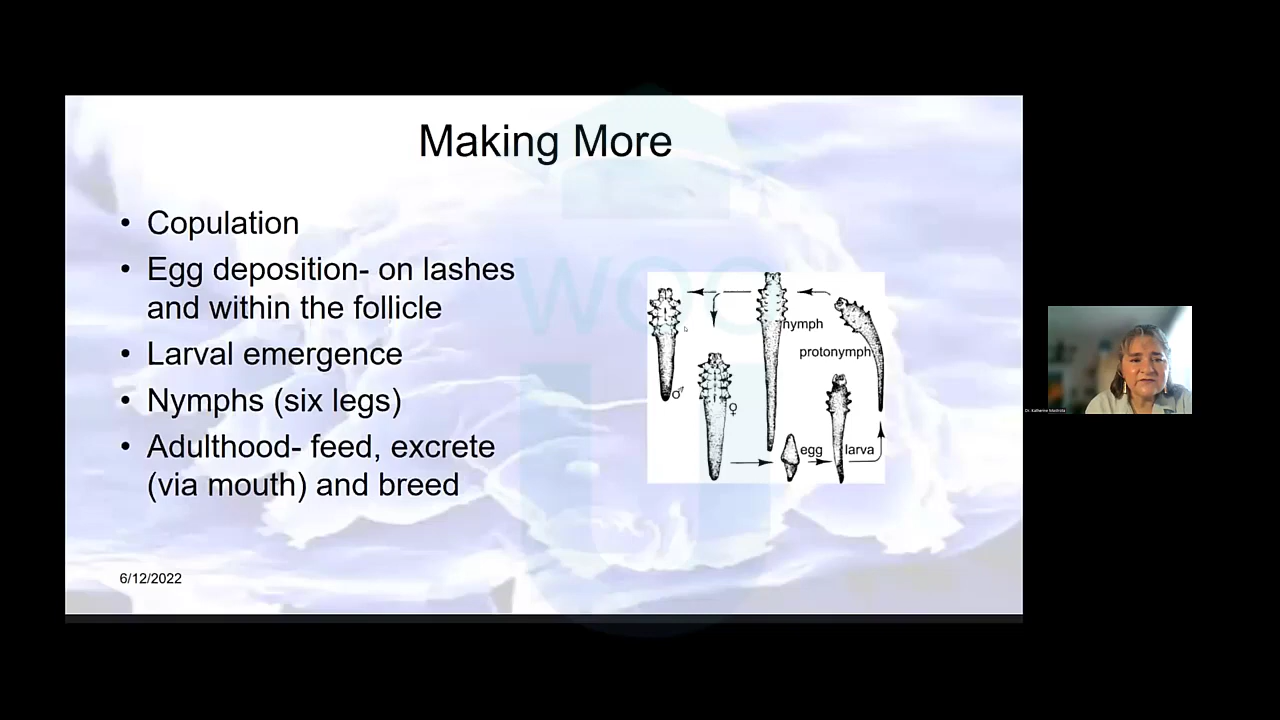 Making More
• Copulation
• Egg deposition- on lashes
and within the follicle
• Larval emergence
• Nymphs (six legs)
• Adulthood- feed, excrete
(via mouth) and breed
nymph
protonymph
♂
♀
egg
larva
6/12/2022
WOC